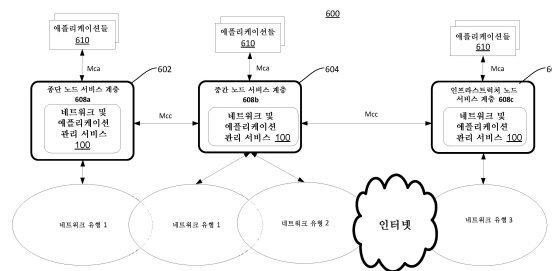 600
애플리케이션들
610
애플리케이션들
610
애플리케이션들
610
Mca
602
Mca
604
Mca
종단 노드 서비스 계층
608a
네트워크 및
애플리케이션
관리 서비스 100
Mcc
중간 노드 서비스 계층
608b
네트워크 및
애플리케이션
관리 서비스 100
Mcc
인프라스트럭처 노드
서비스 계층 608c
네트워크 및
애플리케이션
관리 서비스 100
네트워크 유형 1
네트워크 유형 1
네트워크 유형 2
인터넷
네트워크 유형 3